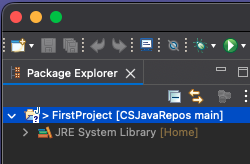 Package Explorer
> FirstProject [CSJavaRepos main]
JRE System Library [Home]